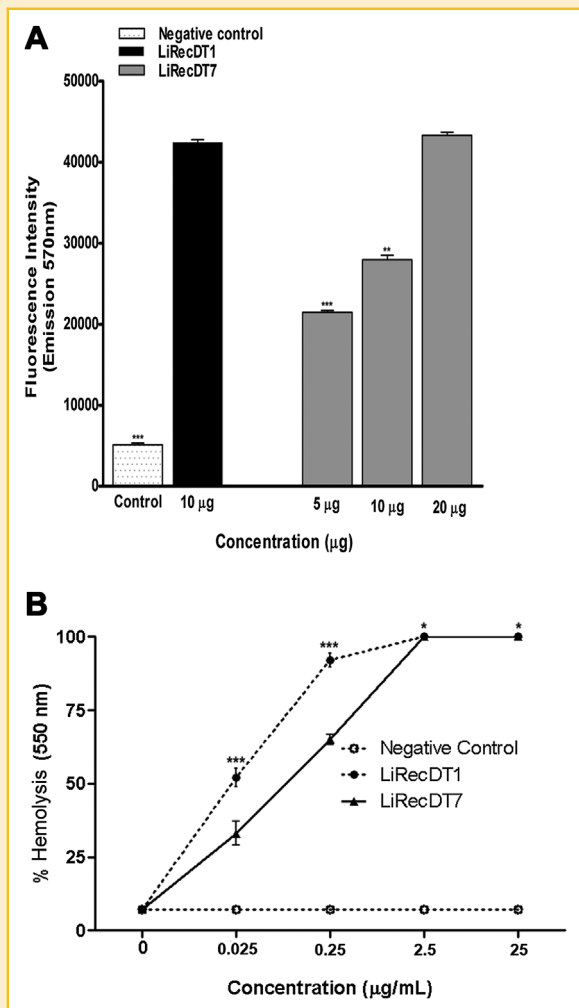 A
Negative control
LiRecDT1
LiRecDT7
Fluorescence Intensity
(Emission 570nm)
50000
40000
30000
20000
10000
0
***
***
**
Control
10 µg
5 µg
10 µg
20 µg
Concentration (µg)
B
% Hemolysis (550 nm)
100
75
50
25
0
***
***
*
*
Negative Control
LiRecDT1
LiRecDT7
0
0.025
0.25
2.5
25
Concentration (µg/mL)